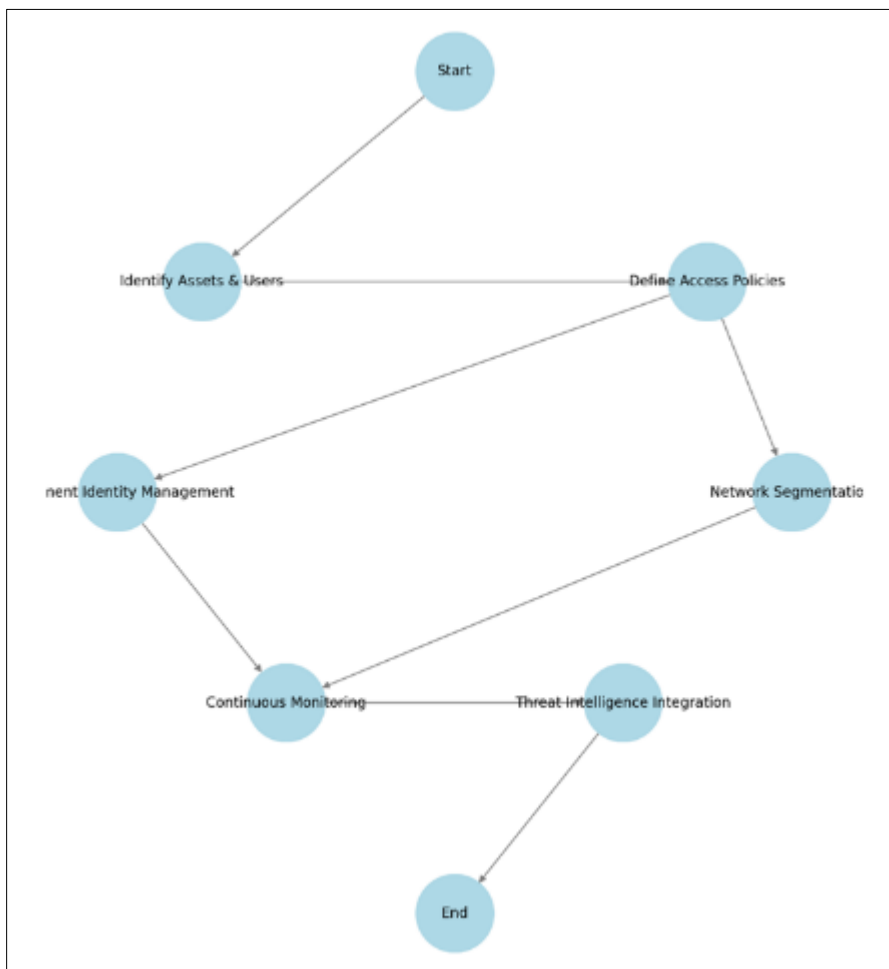 Start
Identify Assets & Users
Define Access Policies
nent Identity Management
Network Segmentatio
Continuous Monitoring
Threat Intelligence Integration
End